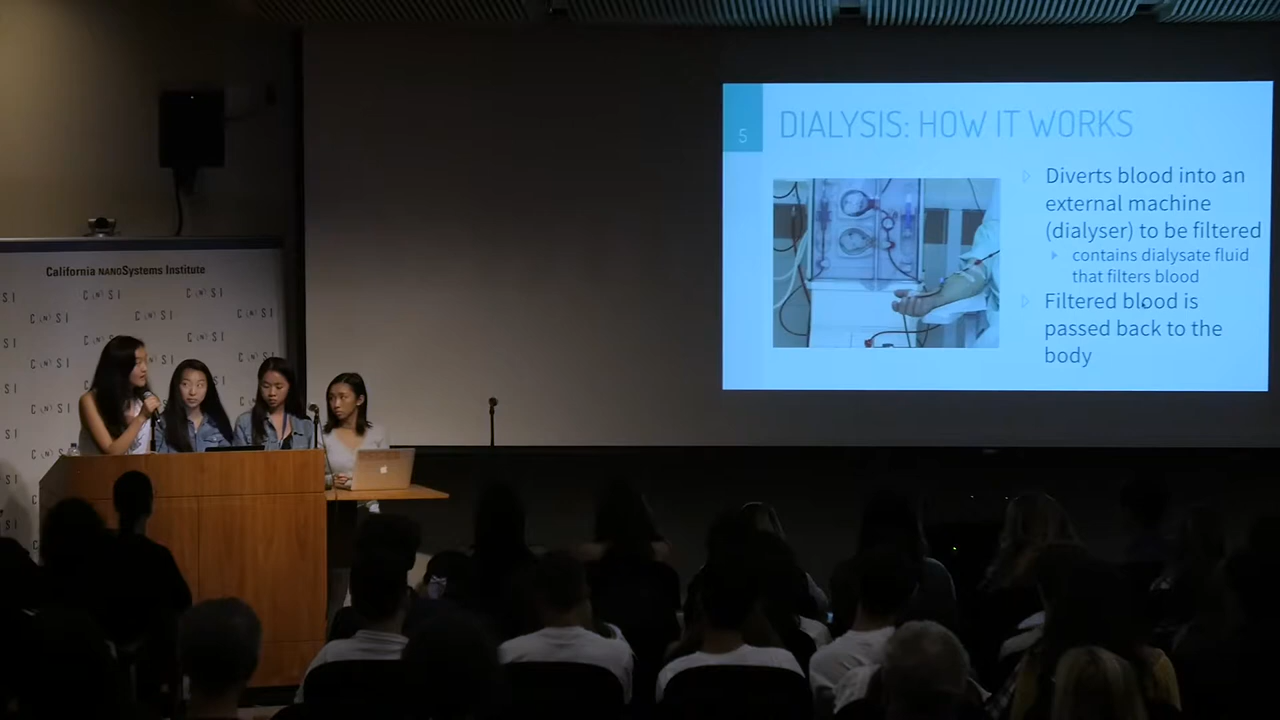 5
DIALYSIS: HOW IT WORKS
Diverts blood into an
external machine
(dialyser) to be filtered
contains dialysate fluid
that filters blood
Filtered blood is
passed back to the
body
California NANOSystems Institute